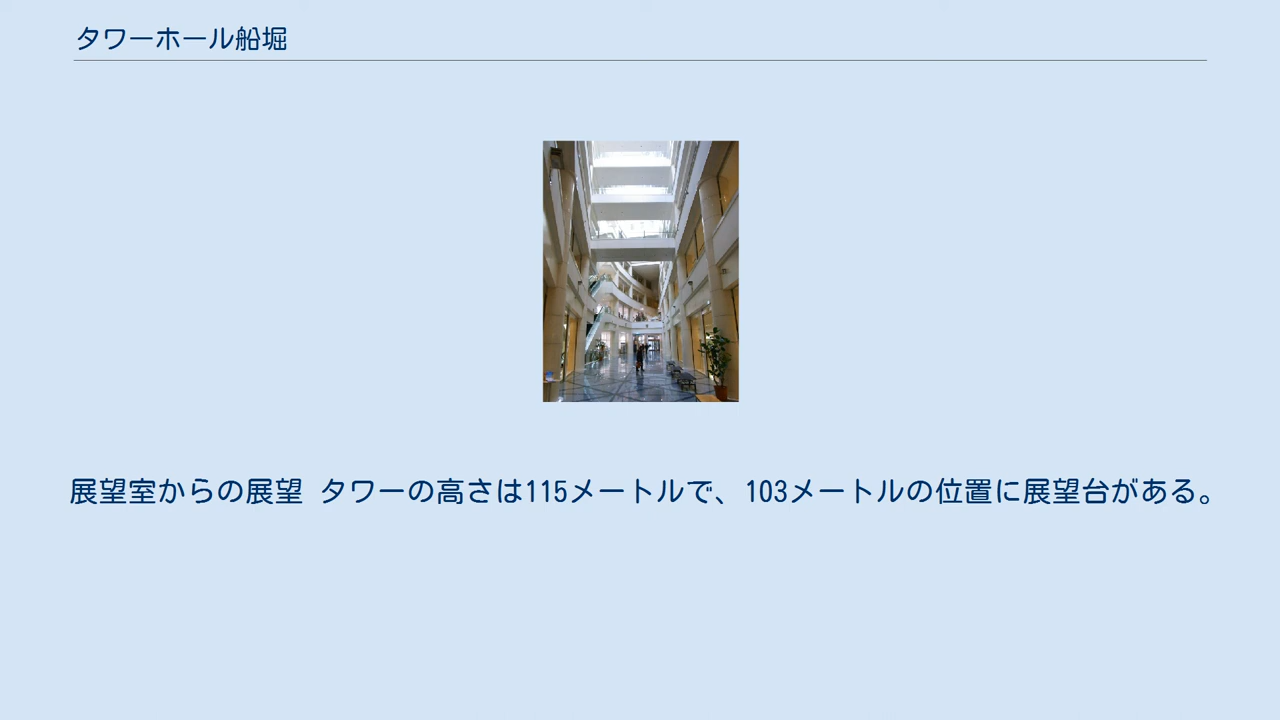 タワーホール船堀
展望室からの展望 タワーの高さは115メートルで、103メートルの位置に展望台がある。